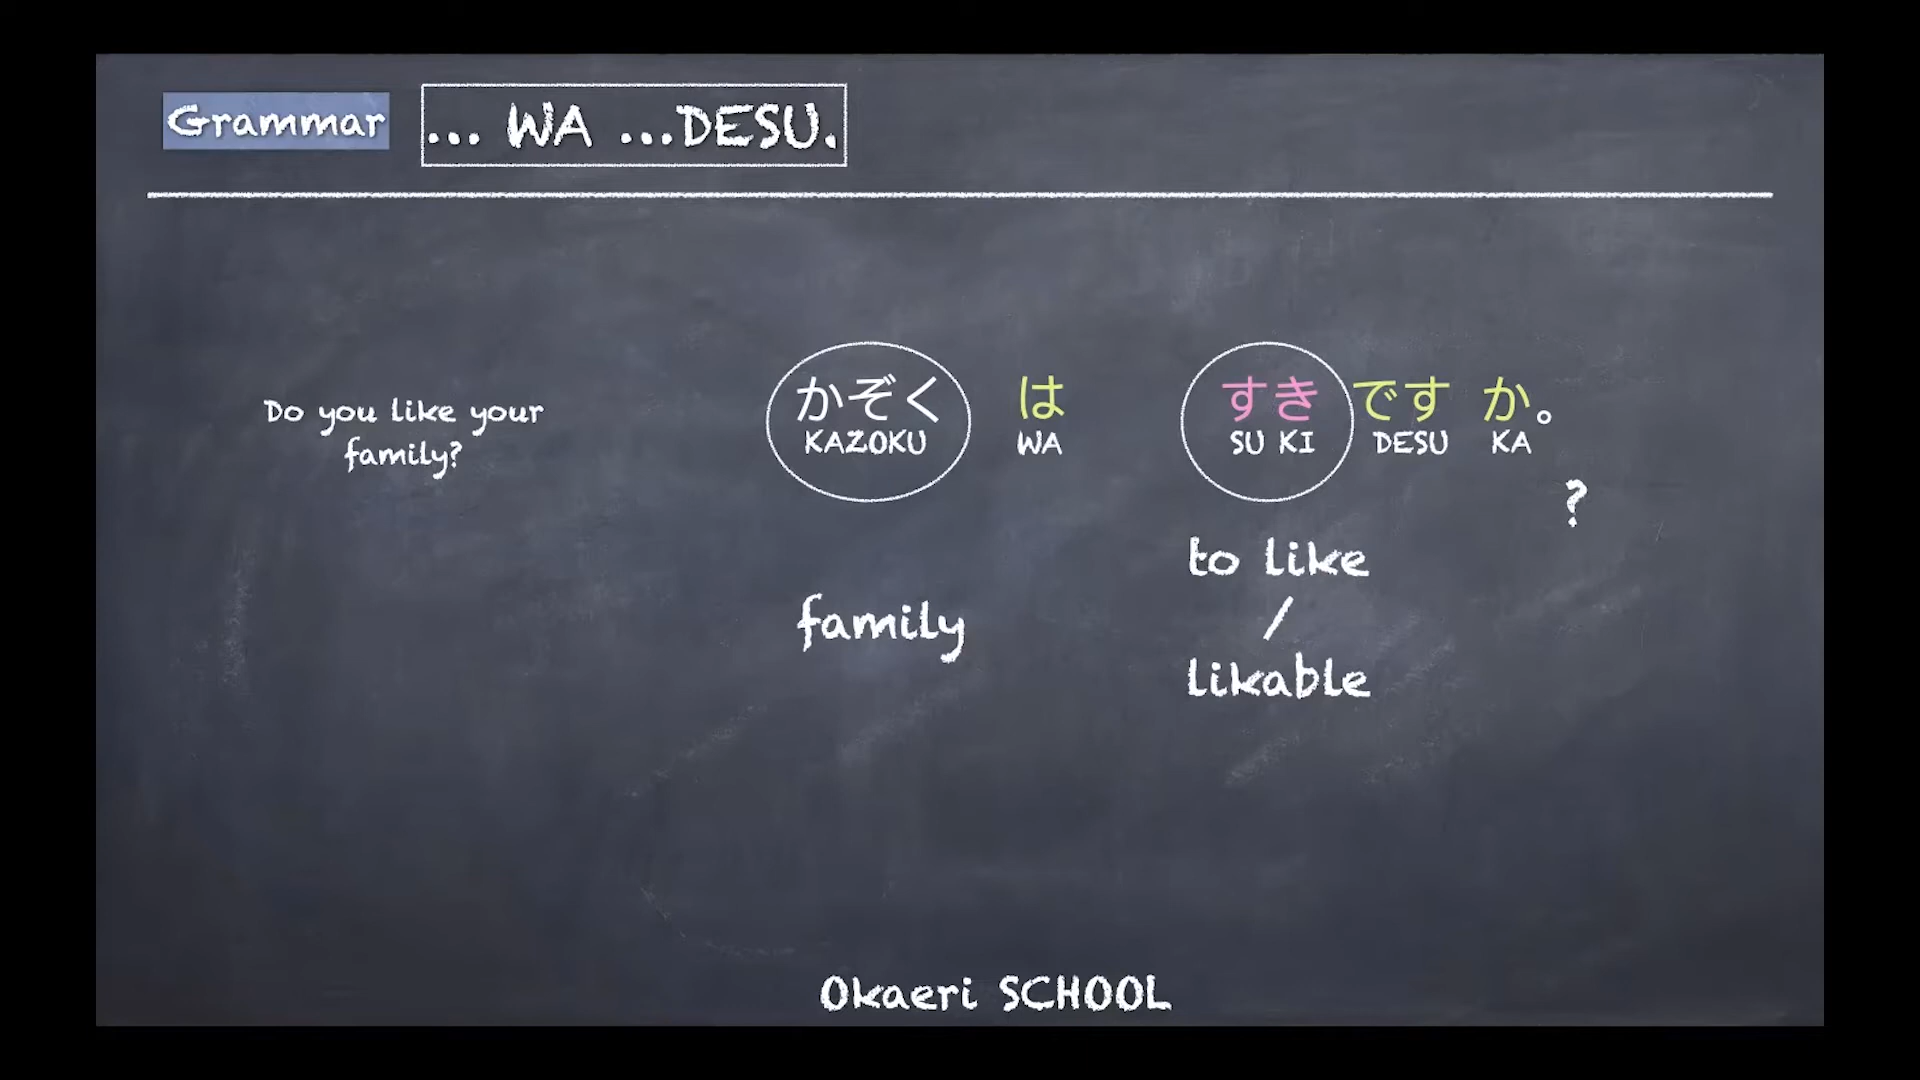 Grammar
... WA ...DESU.
Do you like your
family?
かぞく は すき です か。
KAZOKU WA SU KI DESU KA
?
family
to like
/
likable
Okaeri SCHOOL